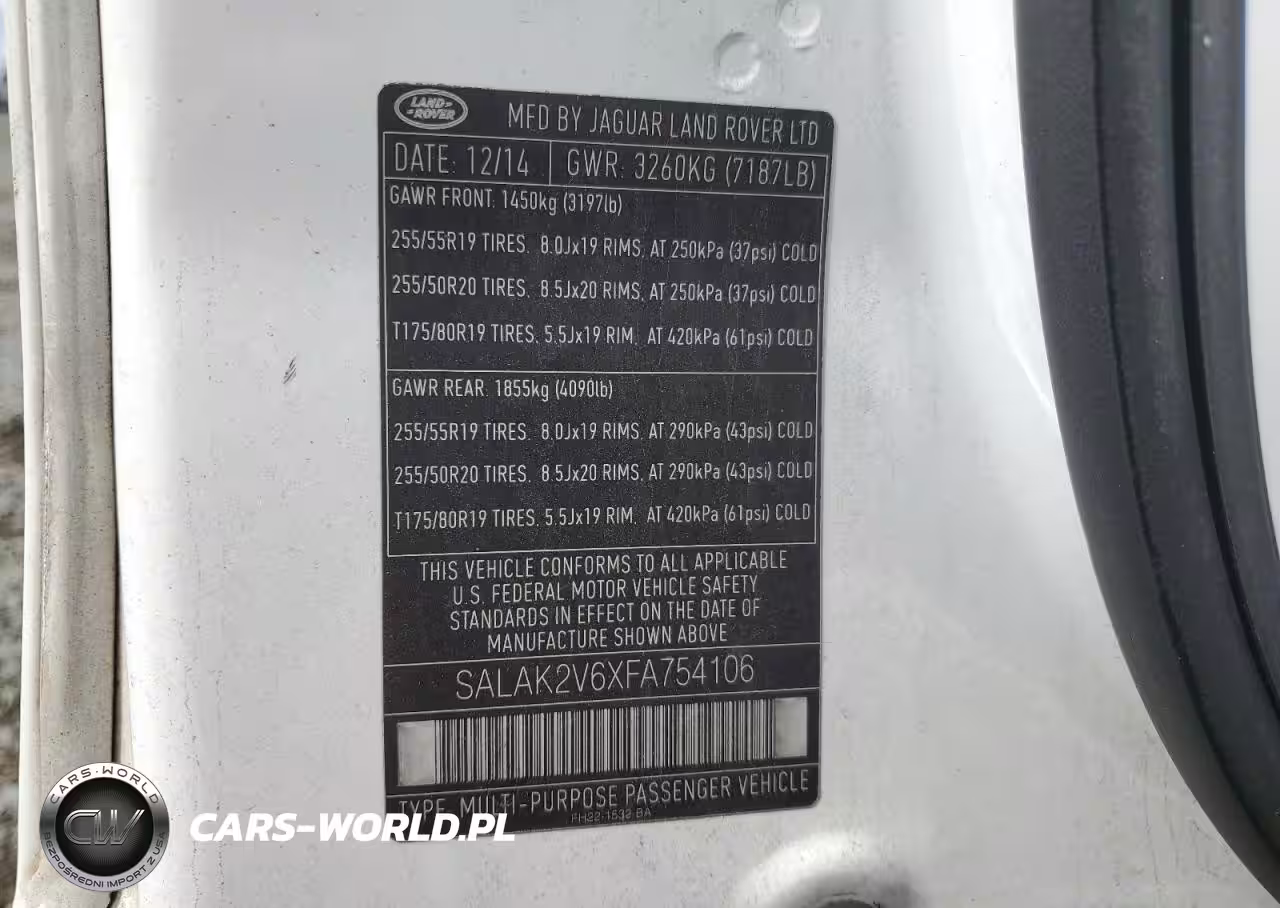 LAND
ROVER
MFD BY JAGUAR LAND ROVER LTD
DATE: 12/14 GWR: 3260KG (7187LB)
GAWR FRONT: 1450kg (3197lb)
255/55R19 TIRES, 8.0Jx19 RIMS, AT 250kPa (37psi) COLD
255/50R20 TIRES, 8.5Jx20 RIMS, AT 250kPa (37psi) COLD
T175/80R19 TIRES, 5.5Jx19 RIM, AT 420kPa (61psi) COLD
GAWR REAR: 1855kg (4090lb)
255/55R19 TIRES, 8.0Jx19 RIMS, AT 290kPa (43psi) COLD
255/50R20 TIRES, 8.5Jx20 RIMS, AT 290kPa (43psi) COLD
T175/80R19 TIRES, 5.5Jx19 RIM, AT 420kPa (61psi) COLD
THIS VEHICLE CONFORMS TO ALL APPLICABLE
U.S. FEDERAL MOTOR VEHICLE SAFETY
STANDARDS IN EFFECT ON THE DATE OF
MANUFACTURE SHOWN ABOVE
SALAK2V6XFA754106
TYPE: MULTI-PURPOSE PASSENGER VEHICLE
FH22-1532 BA
CARS-WORLD
CW
BEZPOŚREDNI IMPORT Z USA
CARS-WORLD.PL